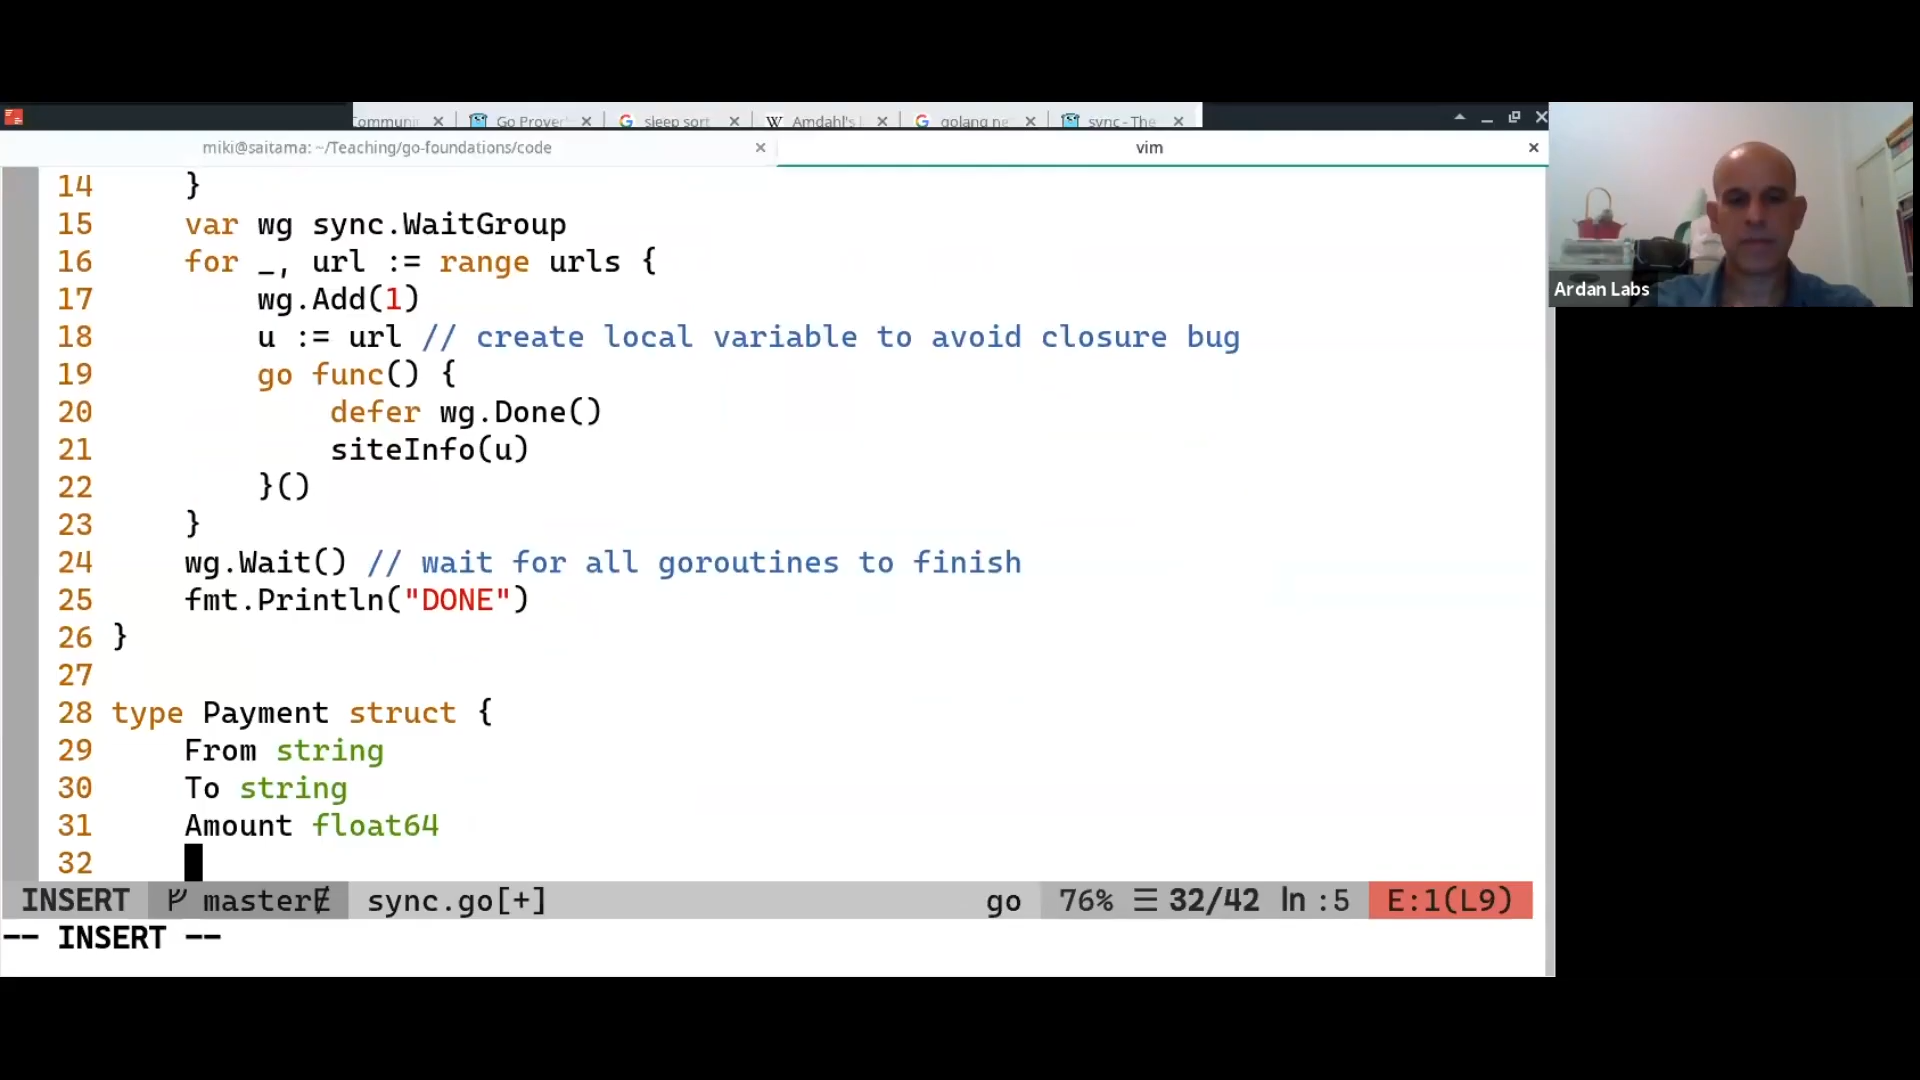 Communi
Go Prover
sleep sort
Amdahl's
golang ne
sync - The
miki@saitama: ~/Teaching/go-foundations/code
vim
14 }
15 var wg sync.WaitGroup
16 for _, url := range urls {
17 wg.Add(1)
18 u := url // create local variable to avoid closure bug
19 go func() {
20 defer wg.Done()
21 siteInfo(u)
22 }()
23 }
24 wg.Wait() // wait for all goroutines to finish
25 fmt.Println("DONE")
26 }
27
28 type Payment struct {
29 From string
30 To string
31 Amount float64
32
INSERT master sync.go[+] go 76% ☰ 32/42 ln :5 E:1(L9)
-- INSERT --
Ardan Labs